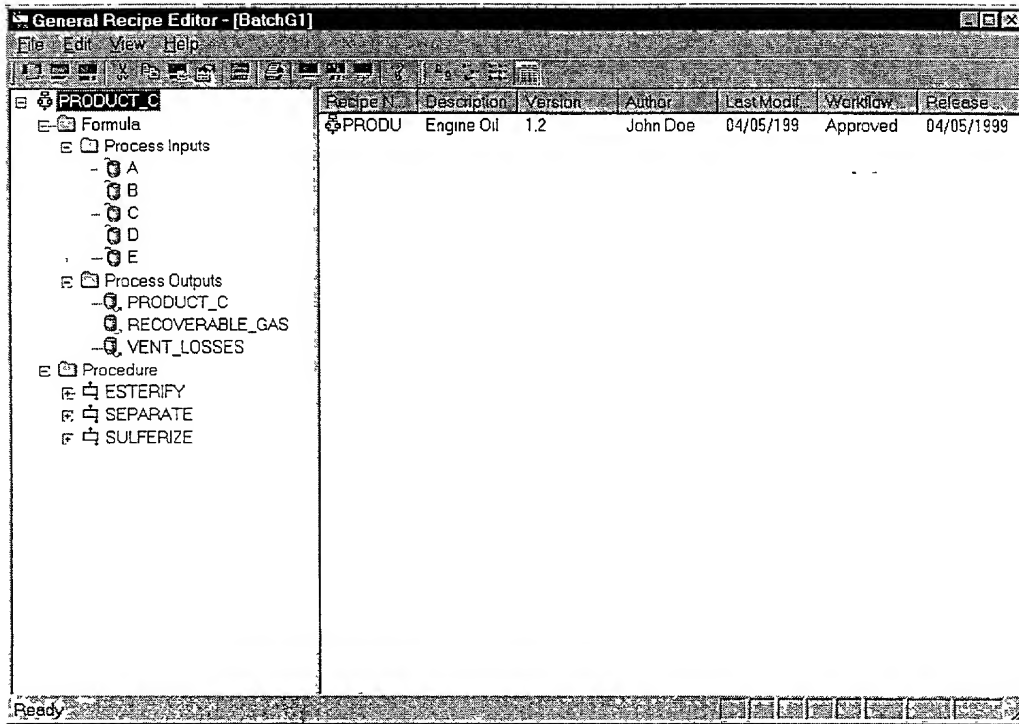 General Recipe Editor - [BatchG1]
File Edit View Help
PRODUCT_C
Formula
Process Inputs
A
B
C
D
E
Process Outputs
PRODUCT_C
RECOVERABLE_GAS
VENT_LOSSES
Procedure
ESTERIFY
SEPARATE
SULFERIZE
Recipe N... Description Version Author Last Modif... Workflow... Release ...
PRODU Engine Oil 1.2 John Doe 04/05/199 Approved 04/05/1999
Ready